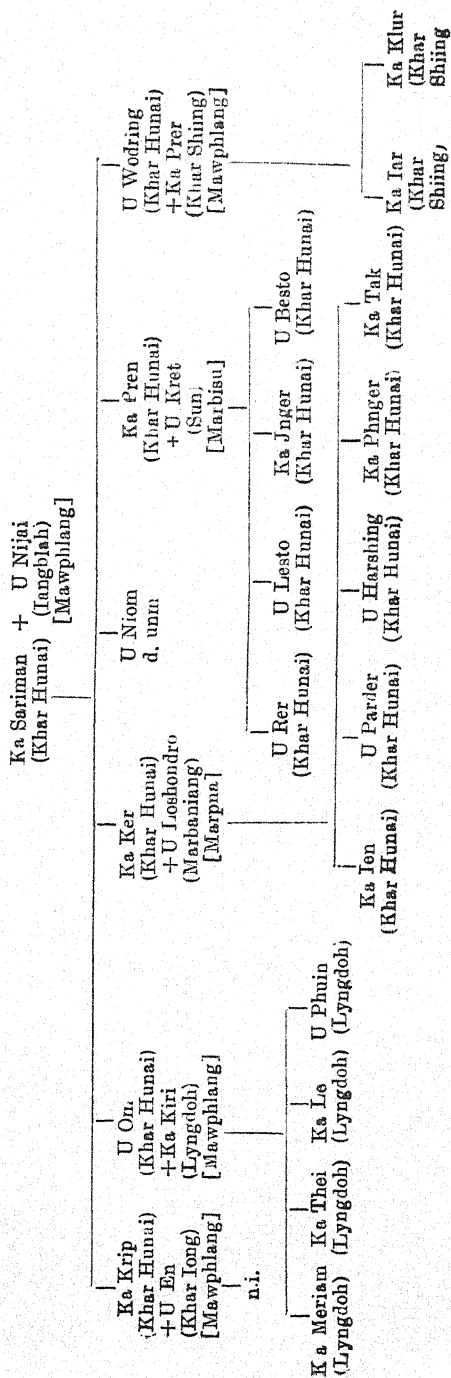 Ka Sariman + U Nijai
(Khar Hunai) (Iangblah)
[Mawphlang]
Ka Krip
(Khar Hunai)
+U En
(Khar Iong)
[Mawphlang]
n.i.
U Om
(Khar Hunai)
+Ka Kiri
(Lyngdoh)
[Mawphlang]
Ka Ker
(Khar Hunai)
+U Loshondro
(Marbaniang)
[Marpna]
U Niom
d. unm
Ka Pren
(Khar Hunai)
+ U Kret
(Sun)
[Marbisu]
U Wodring
(Khar Hunai)
+Ka Prer
(Khar Shiing)
[Mawphlang]
U Rer
(Khar Hunai)
U Lesto
(Khar Hunai)
Ka Jnger
(Khar Hunai)
U Besto
(Khar Hunai)
Ka Meriam
(Lyngdoh)
Ka Thei
(Lyngdoh)
Ka Le
(Lyngdoh)
U Phuin
(Lyngdoh)
Ka Ien
(Khar Hunai)
U Parder
(Khar Hunai)
U Harshing
(Khar Hunai)
Ka Phnger
(Khar Hunai)
Ka Tak
(Khar Hunai)
Ka Iar
(Khar
Shiing)
Ka Klur
(Khar
Shiing